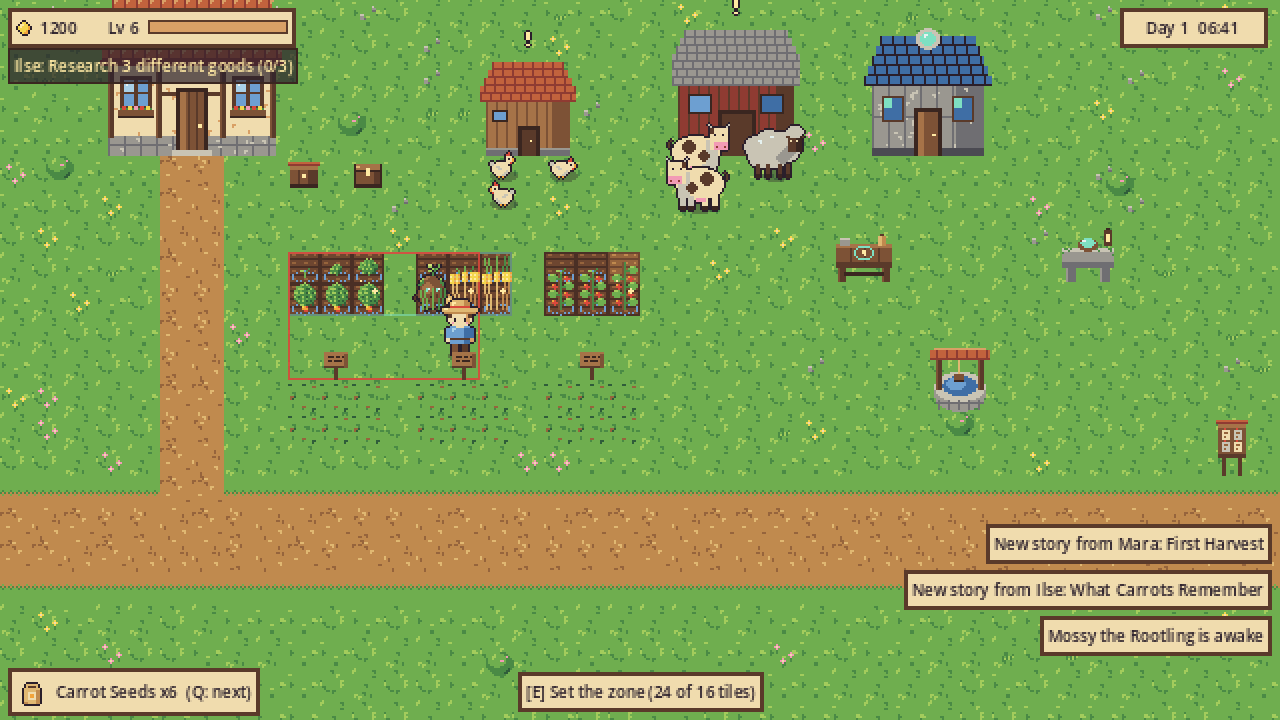 1200 Lv 6
Day 1 06:41
Ilse: Research 3 different goods (0/3)
New story from Mara: First Harvest
New story from Ilse: What Carrots Remember
Mossy the Rootling is awake
Carrot Seeds x6 (Q: next)
[E] Set the zone (24 of 16 tiles)